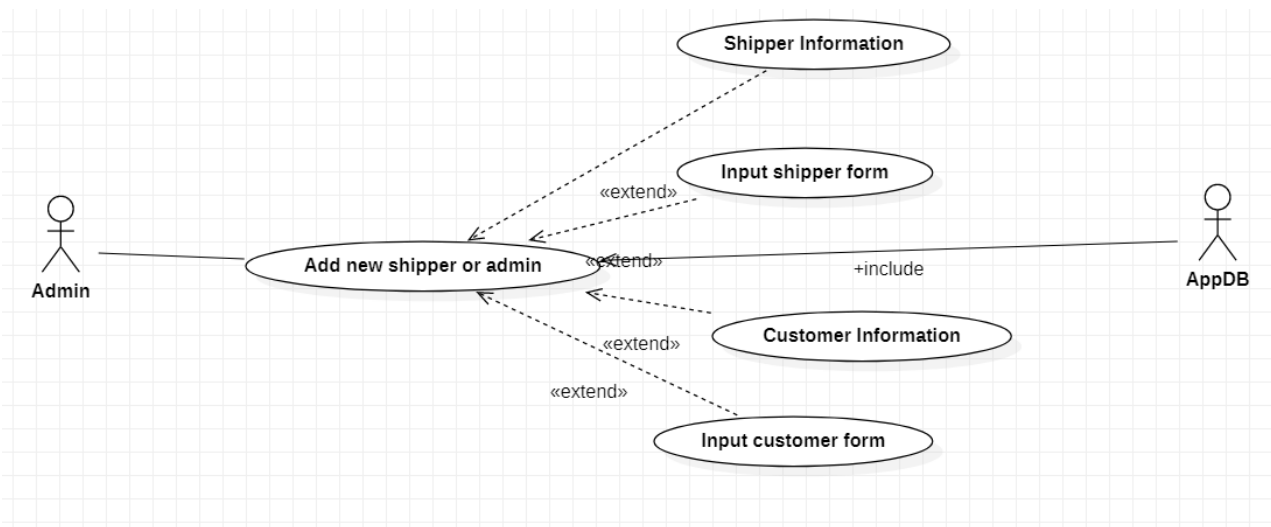 Shipper Information
Input shipper form
«extend»
Add new shipper or admin
«extend»
+include
Admin
AppDB
Customer Information
«extend»
«extend»
Input customer form